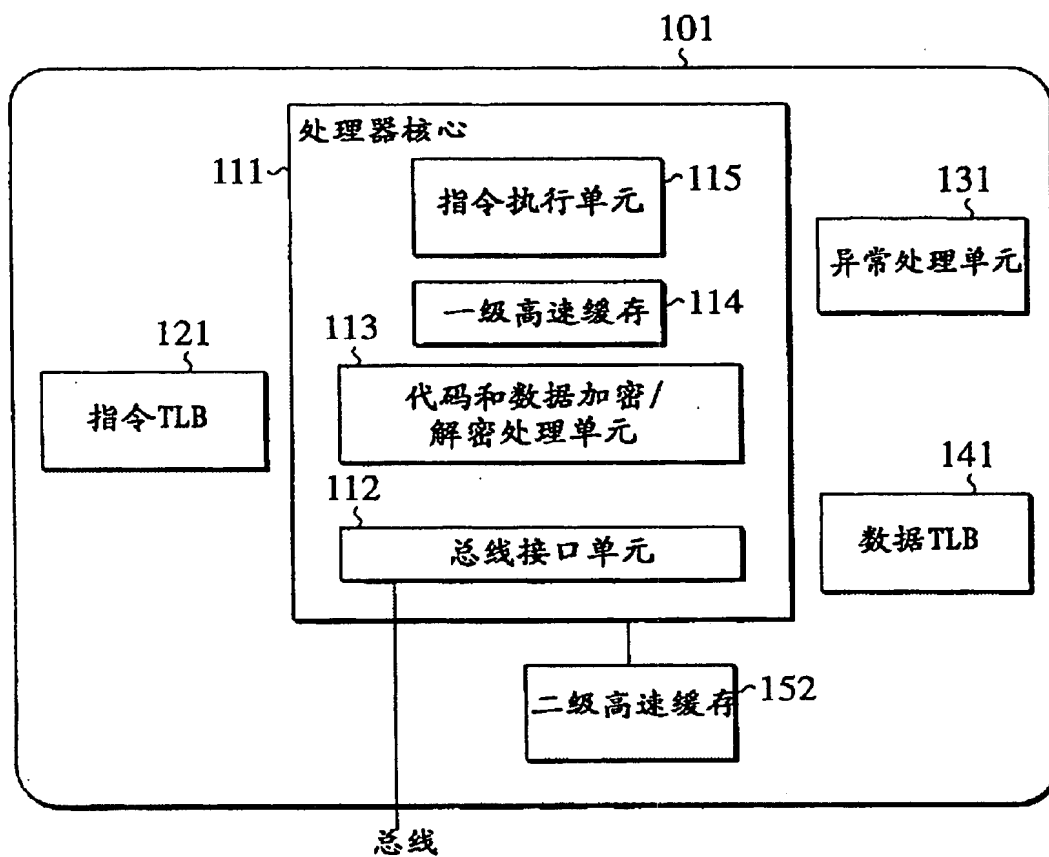 101
处理器核心
111
指令执行单元
115
131
异常处理单元
一级高速缓存
114
121
指令TLB
113
代码和数据加密/
解密处理单元
141
数据TLB
112
总线接口单元
二级高速缓存
152
总线